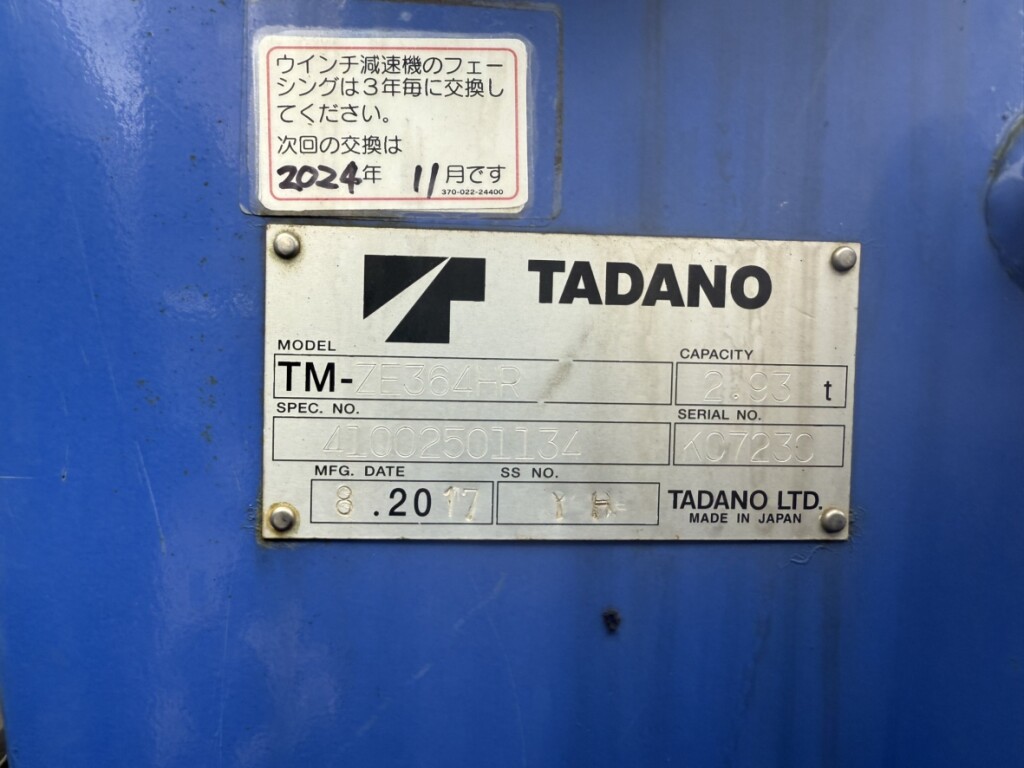 ウインチ減速機のフェー
シングは3年毎に交換し
てください。
次回の交換は
2024年 11月です
370-022-24400
TADANO
MODEL
TM-ZE364HR
CAPACITY
2.93 t
SPEC. NO.
41002501134
SERIAL NO.
MFG. DATE
8.2017
SS NO.
Y H
TADANO LTD.
MADE IN JAPAN